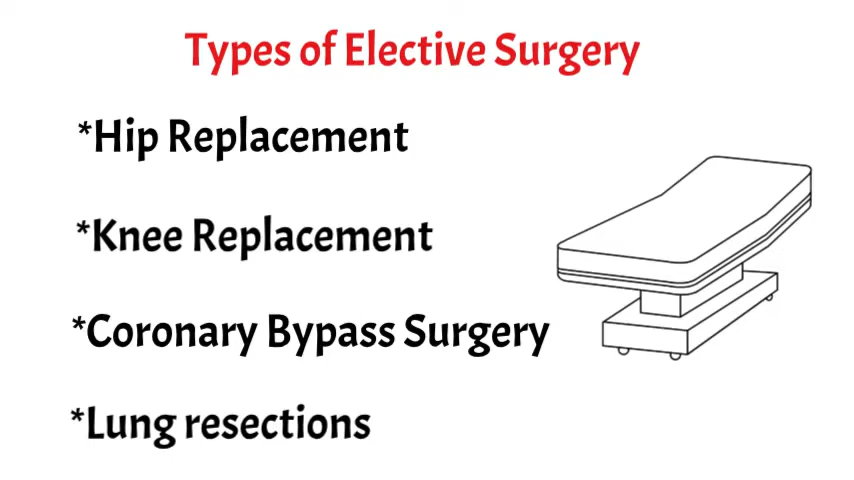 Types of Elective Surgery
*Hip Replacement
*Knee Replacement
*Coronary Bypass Surgery
*Lung resections